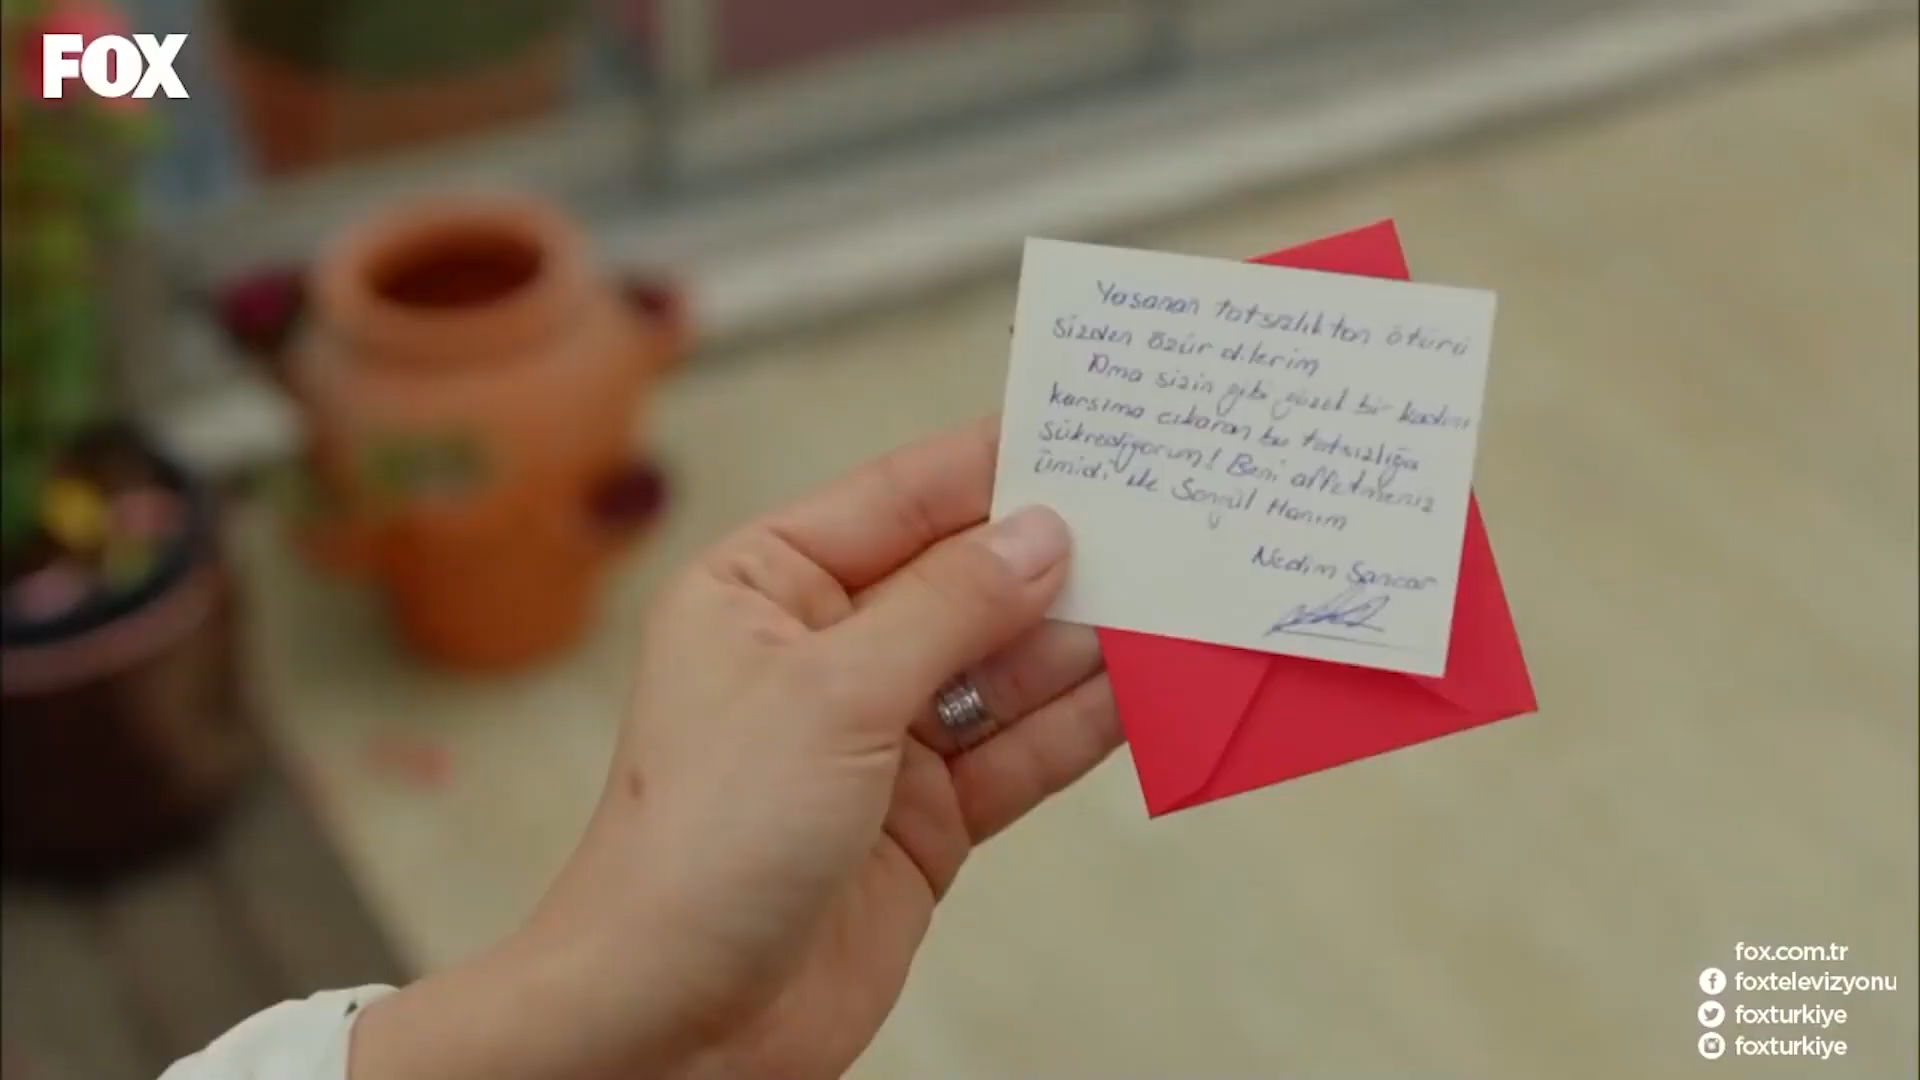 FOX
Yaşanan tatsızlıktan ötürü
sizden özür dilerim
Ama sizin gibi güzel bir kadını
karşıma çıkaran bu tatsızlığa
şükrediyorum! Beni affetmeniz
ümidi ile Songül Hanım
Nedim Sancar
fox.com.tr
foxtelevizyonu
foxturkiye
foxturkiye